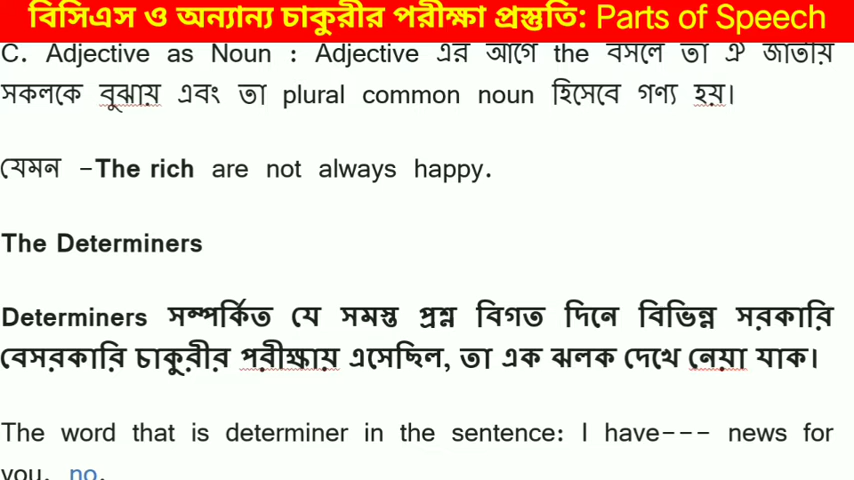 বিসিএস ও অন্যান্য চাকুরীর পরীক্ষা প্রস্তুতি: Parts of Speech
C. Adjective as Noun : Adjective এর আগে the বসলে তা ঐ জাতীয়
সকলকে বুঝায় এবং তা plural common noun হিসেবে গণ্য হয়।
যেমন –The rich are not always happy.
The Determiners
Determiners সম্পর্কিত যে সমস্ত প্রশ্ন বিগত দিনে বিভিন্ন সরকারি
বেসরকারি চাকুরীর পরীক্ষায় এসেছিল, তা এক ঝলক দেখে নেয়া যাক।
The word that is determiner in the sentence: I have--- news for
you. no.